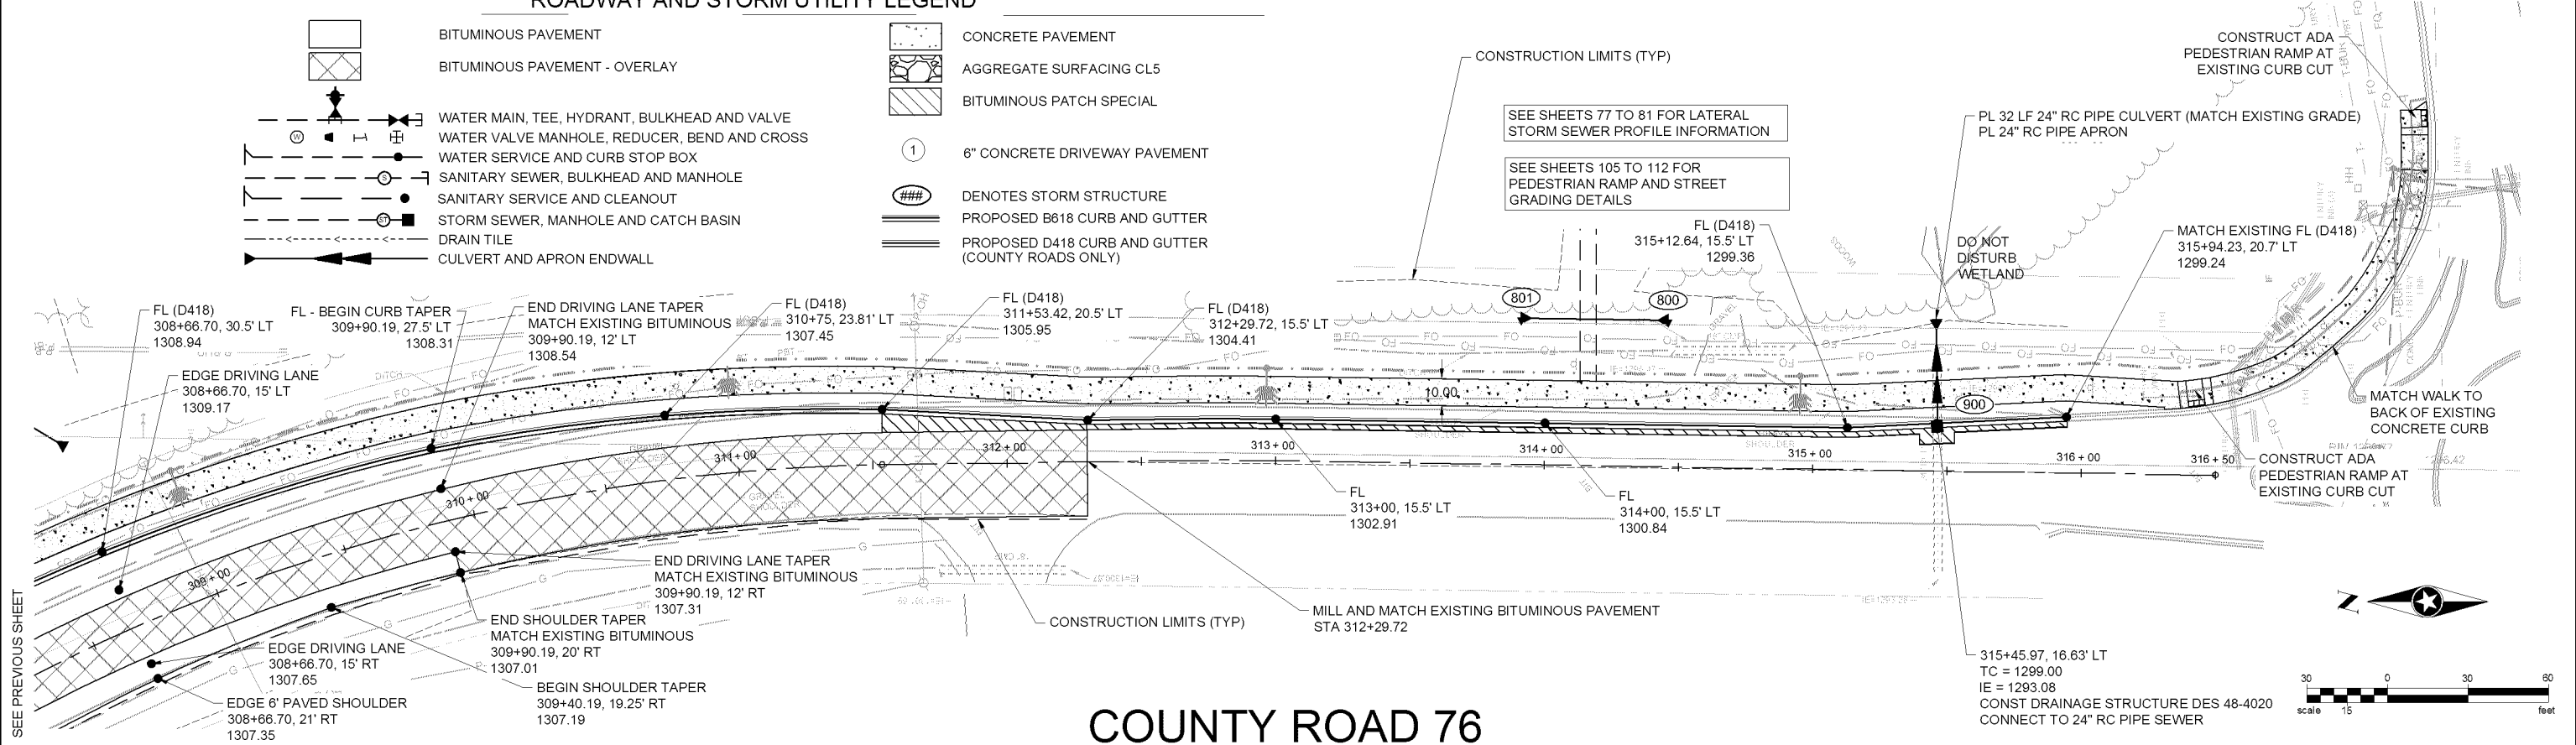 ROADWAY AND STORM UTILITY LEGEND
BITUMINOUS PAVEMENT
BITUMINOUS PAVEMENT - OVERLAY
WATER MAIN, TEE, HYDRANT, BULKHEAD AND VALVE
WATER VALVE MANHOLE, REDUCER, BEND AND CROSS
WATER SERVICE AND CURB STOP BOX
SANITARY SEWER, BULKHEAD AND MANHOLE
SANITARY SERVICE AND CLEANOUT
STORM SEWER, MANHOLE AND CATCH BASIN
DRAIN TILE
CULVERT AND APRON ENDWALL
W
S
ST
CONCRETE PAVEMENT
AGGREGATE SURFACING CL5
BITUMINOUS PATCH SPECIAL
1
6" CONCRETE DRIVEWAY PAVEMENT
###
DENOTES STORM STRUCTURE
PROPOSED B618 CURB AND GUTTER
PROPOSED D418 CURB AND GUTTER
(COUNTY ROADS ONLY)
CONSTRUCTION LIMITS (TYP)
SEE SHEETS 77 TO 81 FOR LATERAL
STORM SEWER PROFILE INFORMATION
SEE SHEETS 105 TO 112 FOR
PEDESTRIAN RAMP AND STREET
GRADING DETAILS
CONSTRUCT ADA
PEDESTRIAN RAMP AT
EXISTING CURB CUT
PL 32 LF 24" RC PIPE CULVERT (MATCH EXISTING GRADE)
PL 24" RC PIPE APRON
FL (D418)
315+12.64, 15.5' LT
1299.36
DO NOT
DISTURB
WETLAND
MATCH EXISTING FL (D418)
315+94.23, 20.7' LT
1299.24
FL (D418)
308+66.70, 30.5' LT
1308.94
FL - BEGIN CURB TAPER
309+90.19, 27.5' LT
1308.31
END DRIVING LANE TAPER
MATCH EXISTING BITUMINOUS
309+90.19, 12' LT
1308.54
FL (D418)
310+75, 23.81' LT
1307.45
FL (D418)
311+53.42, 20.5' LT
1305.95
FL (D418)
312+29.72, 15.5' LT
1304.41
801
800
EDGE DRIVING LANE
308+66.70, 15' LT
1309.17
10.00
900
MATCH WALK TO
BACK OF EXISTING
CONCRETE CURB
309+00
310+00
311+00
312+00
313+00
314+00
315+00
316+00
316+50
CONSTRUCT ADA
PEDESTRIAN RAMP AT
EXISTING CURB CUT
FL
313+00, 15.5' LT
1302.91
FL
314+00, 15.5' LT
1300.84
END DRIVING LANE TAPER
MATCH EXISTING BITUMINOUS
309+90.19, 12' RT
1307.31
END SHOULDER TAPER
MATCH EXISTING BITUMINOUS
309+90.19, 20' RT
1307.01
EDGE DRIVING LANE
308+66.70, 15' RT
1307.65
BEGIN SHOULDER TAPER
309+40.19, 19.25' RT
1307.19
EDGE 6' PAVED SHOULDER
308+66.70, 21' RT
1307.35
CONSTRUCTION LIMITS (TYP)
MILL AND MATCH EXISTING BITUMINOUS PAVEMENT
STA 312+29.72
315+45.97, 16.63' LT
TC = 1299.00
IE = 1293.08
CONST DRAINAGE STRUCTURE DES 48-4020
CONNECT TO 24" RC PIPE SEWER
SEE PREVIOUS SHEET
COUNTY ROAD 76
N
30 0 30 60
scale 15 feet